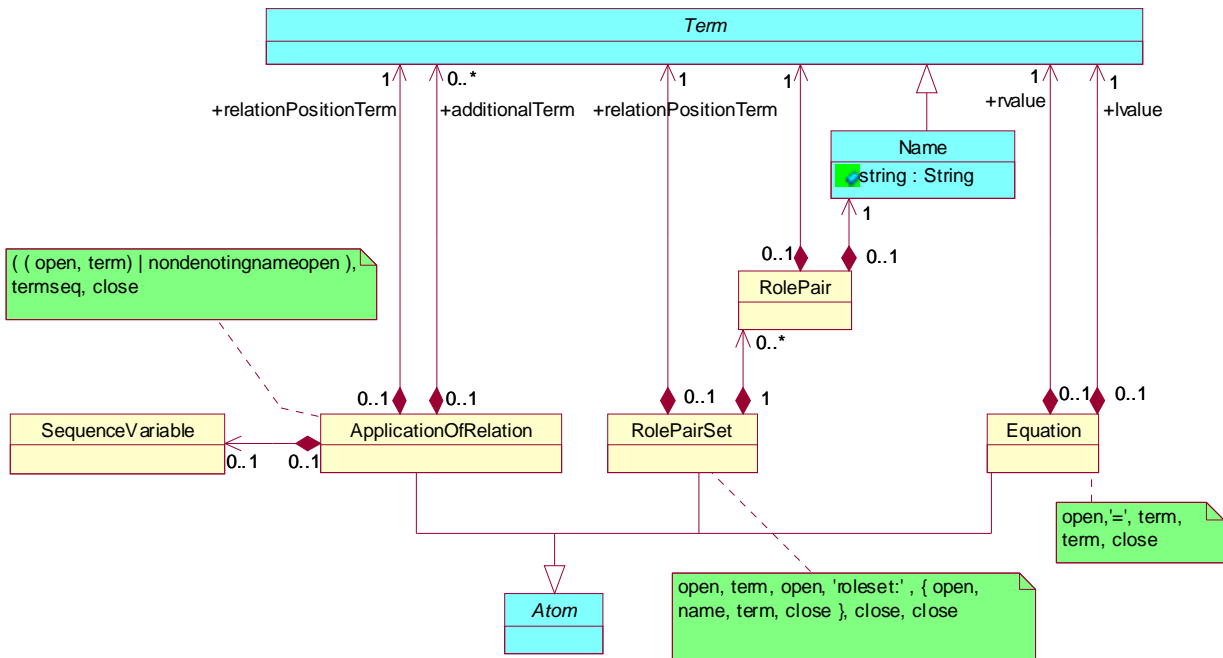 Term
1
0..*
1
1
1
1
+relationPositionTerm
+additionalTerm
+relationPositionTerm
+rvalue
+lvalue
Name
string : String
1
( ( open, term) | nondenotingnameopen ),
termseq, close
0..1
0..1
RolePair
0..*
0..1
0..1
0..1
1
0..1
0..1
SequenceVariable
ApplicationOfRelation
RolePairSet
Equation
0..1
0..1
open,'=', term,
term, close
open, term, open, 'roleset:' , { open,
name, term, close }, close, close
Atom